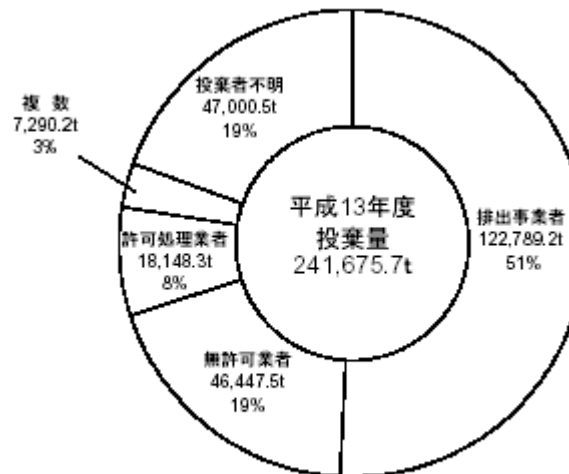 投棄者不明
47,000.5t
19%
複 数
7,290.2t
3%
許可処理業者
18,148.3t
8%
無許可業者
46,447.5t
19%
平成13年度
投棄量
241,675.7t
排出事業者
122,789.2t
51%